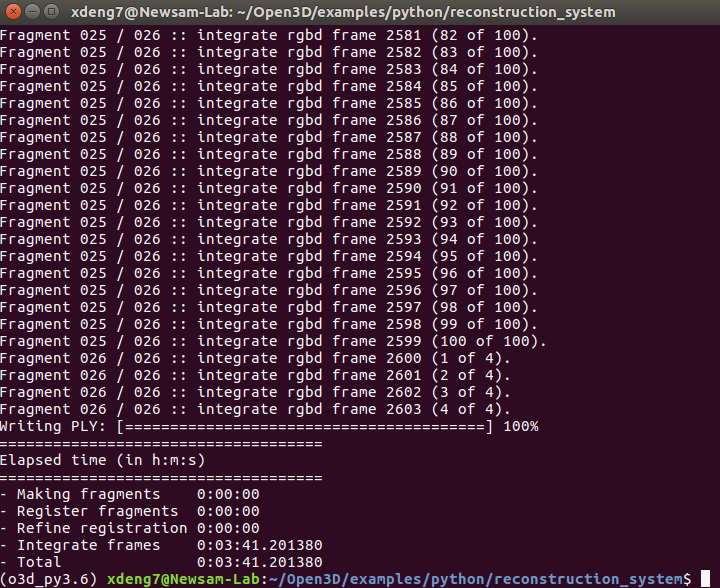 xdeng7@Newsam-Lab: ~/Open3D/examples/python/reconstruction_system
Fragment 025 / 026 :: integrate rgbd frame 2581 (82 of 100).
Fragment 025 / 026 :: integrate rgbd frame 2582 (83 of 100).
Fragment 025 / 026 :: integrate rgbd frame 2583 (84 of 100).
Fragment 025 / 026 :: integrate rgbd frame 2584 (85 of 100).
Fragment 025 / 026 :: integrate rgbd frame 2585 (86 of 100).
Fragment 025 / 026 :: integrate rgbd frame 2586 (87 of 100).
Fragment 025 / 026 :: integrate rgbd frame 2587 (88 of 100).
Fragment 025 / 026 :: integrate rgbd frame 2588 (89 of 100).
Fragment 025 / 026 :: integrate rgbd frame 2589 (90 of 100).
Fragment 025 / 026 :: integrate rgbd frame 2590 (91 of 100).
Fragment 025 / 026 :: integrate rgbd frame 2591 (92 of 100).
Fragment 025 / 026 :: integrate rgbd frame 2592 (93 of 100).
Fragment 025 / 026 :: integrate rgbd frame 2593 (94 of 100).
Fragment 025 / 026 :: integrate rgbd frame 2594 (95 of 100).
Fragment 025 / 026 :: integrate rgbd frame 2595 (96 of 100).
Fragment 025 / 026 :: integrate rgbd frame 2596 (97 of 100).
Fragment 025 / 026 :: integrate rgbd frame 2597 (98 of 100).
Fragment 025 / 026 :: integrate rgbd frame 2598 (99 of 100).
Fragment 025 / 026 :: integrate rgbd frame 2599 (100 of 100).
Fragment 026 / 026 :: integrate rgbd frame 2600 (1 of 4).
Fragment 026 / 026 :: integrate rgbd frame 2601 (2 of 4).
Fragment 026 / 026 :: integrate rgbd frame 2602 (3 of 4).
Fragment 026 / 026 :: integrate rgbd frame 2603 (4 of 4).
Writing PLY: [========================================] 100%
====================================
Elapsed time (in h:m:s)
====================================
- Making fragments    0:00:00
- Register fragments  0:00:00
- Refine registration 0:00:00
- Integrate frames    0:03:41.201380
- Total               0:03:41.201380
(o3d_py3.6) xdeng7@Newsam-Lab:~/Open3D/examples/python/reconstruction_system$